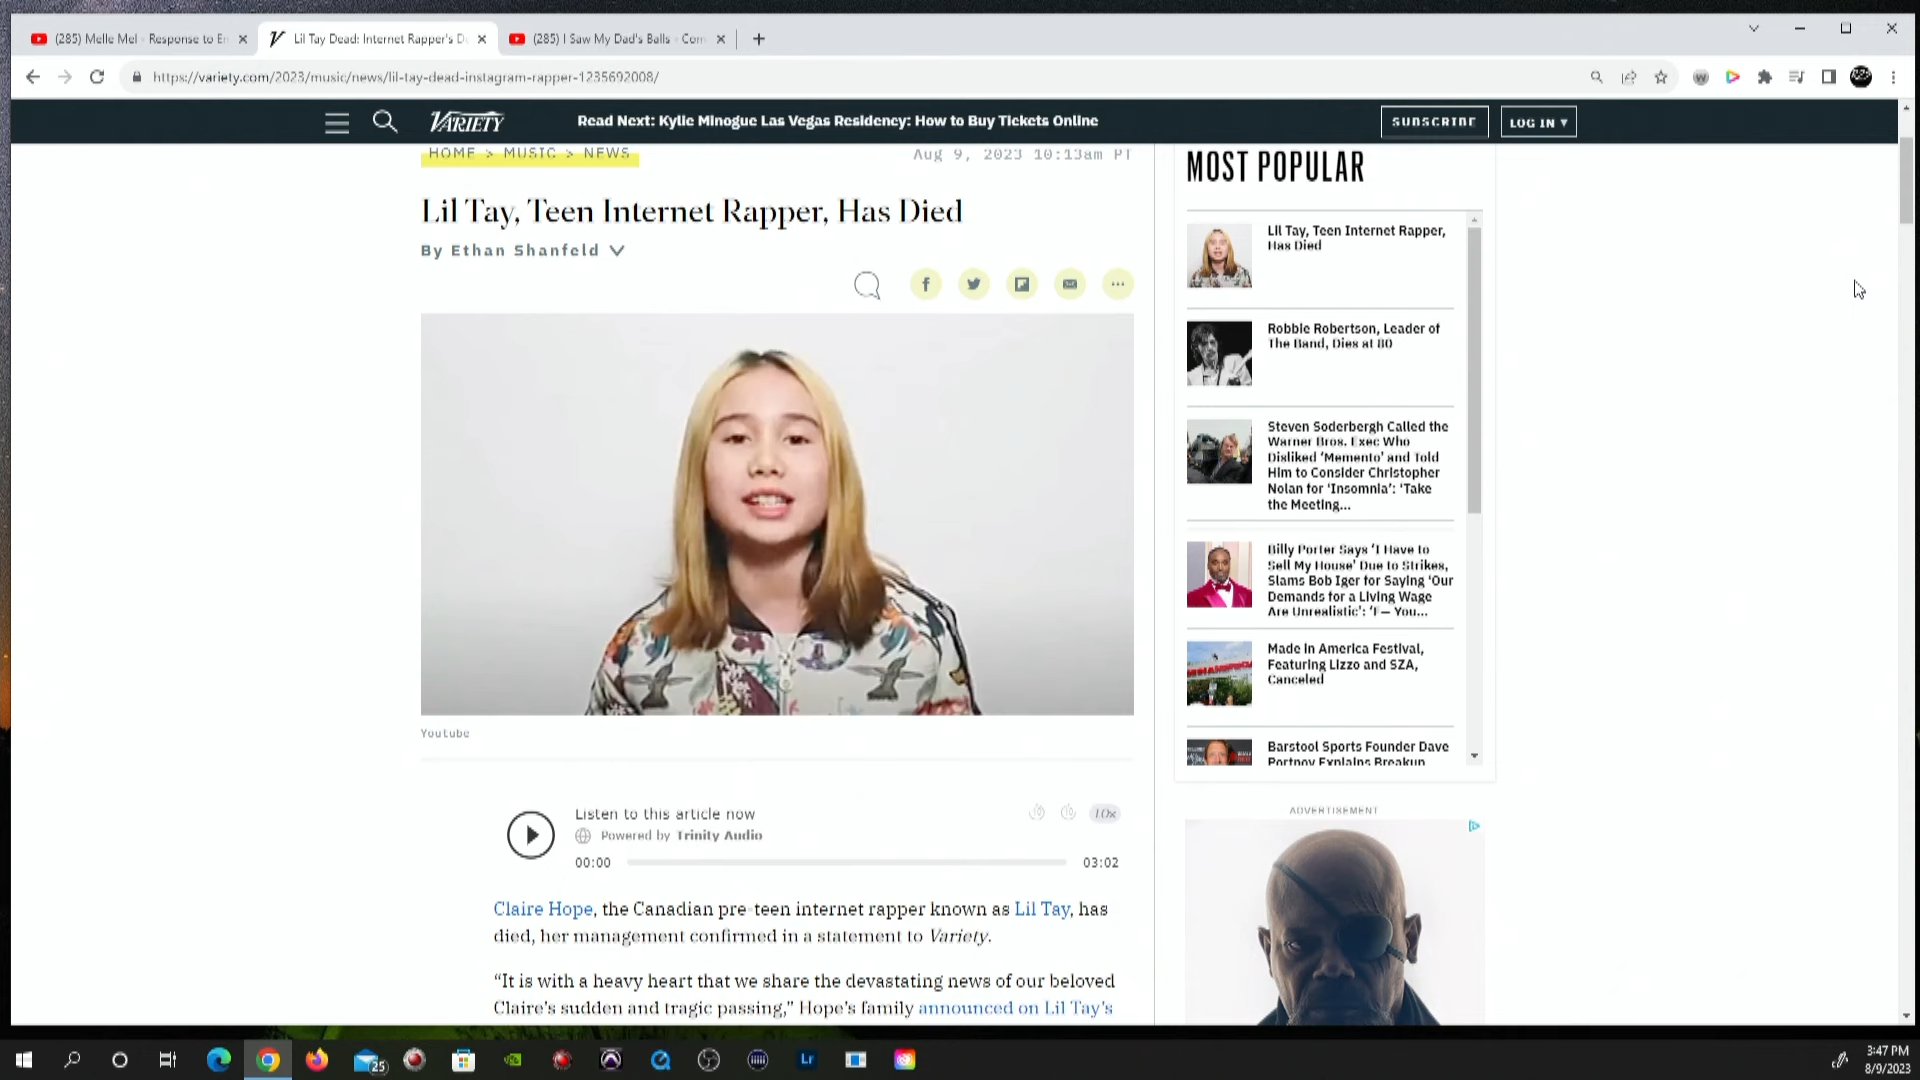 (285) Melle Mel - Response to E
Lil Tay Dead: Internet Rapper's D
(285) I Saw My Dad's Balls - Com
https://variety.com/2023/music/news/lil-tay-dead-instagram-rapper-1235692008/
VARIETY
Read Next: Kylie Minogue Las Vegas Residency: How to Buy Tickets Online
SUBSCRIBE
LOG IN ▾
HOME > MUSIC > NEWS
Aug 9, 2023 10:13am PT
Lil Tay, Teen Internet Rapper, Has Died
By Ethan Shanfeld
Youtube
Listen to this article now
Powered by Trinity Audio
00:00
03:02
1.0x
Claire Hope, the Canadian pre-teen internet rapper known as Lil Tay, has
died, her management confirmed in a statement to Variety.
“It is with a heavy heart that we share the devastating news of our beloved
Claire’s sudden and tragic passing,” Hope’s family announced on Lil Tay’s
MOST POPULAR
Lil Tay, Teen Internet Rapper,
Has Died
Robbie Robertson, Leader of
The Band, Dies at 80
Steven Soderbergh Called the
Warner Bros. Exec Who
Disliked ‘Memento’ and Told
Him to Consider Christopher
Nolan for ‘Insomnia’: ‘Take
the Meeting...
Billy Porter Says ‘I Have to
Sell My House’ Due to Strikes,
Slams Bob Iger for Saying ‘Our
Demands for a Living Wage
Are Unrealistic’: ‘F— You...
Made in America Festival,
Featuring Lizzo and SZA,
Canceled
Barstool Sports Founder Dave
Portnoy Explains Breakup
ADVERTISEMENT
25
Lr
3:47 PM
8/9/2023